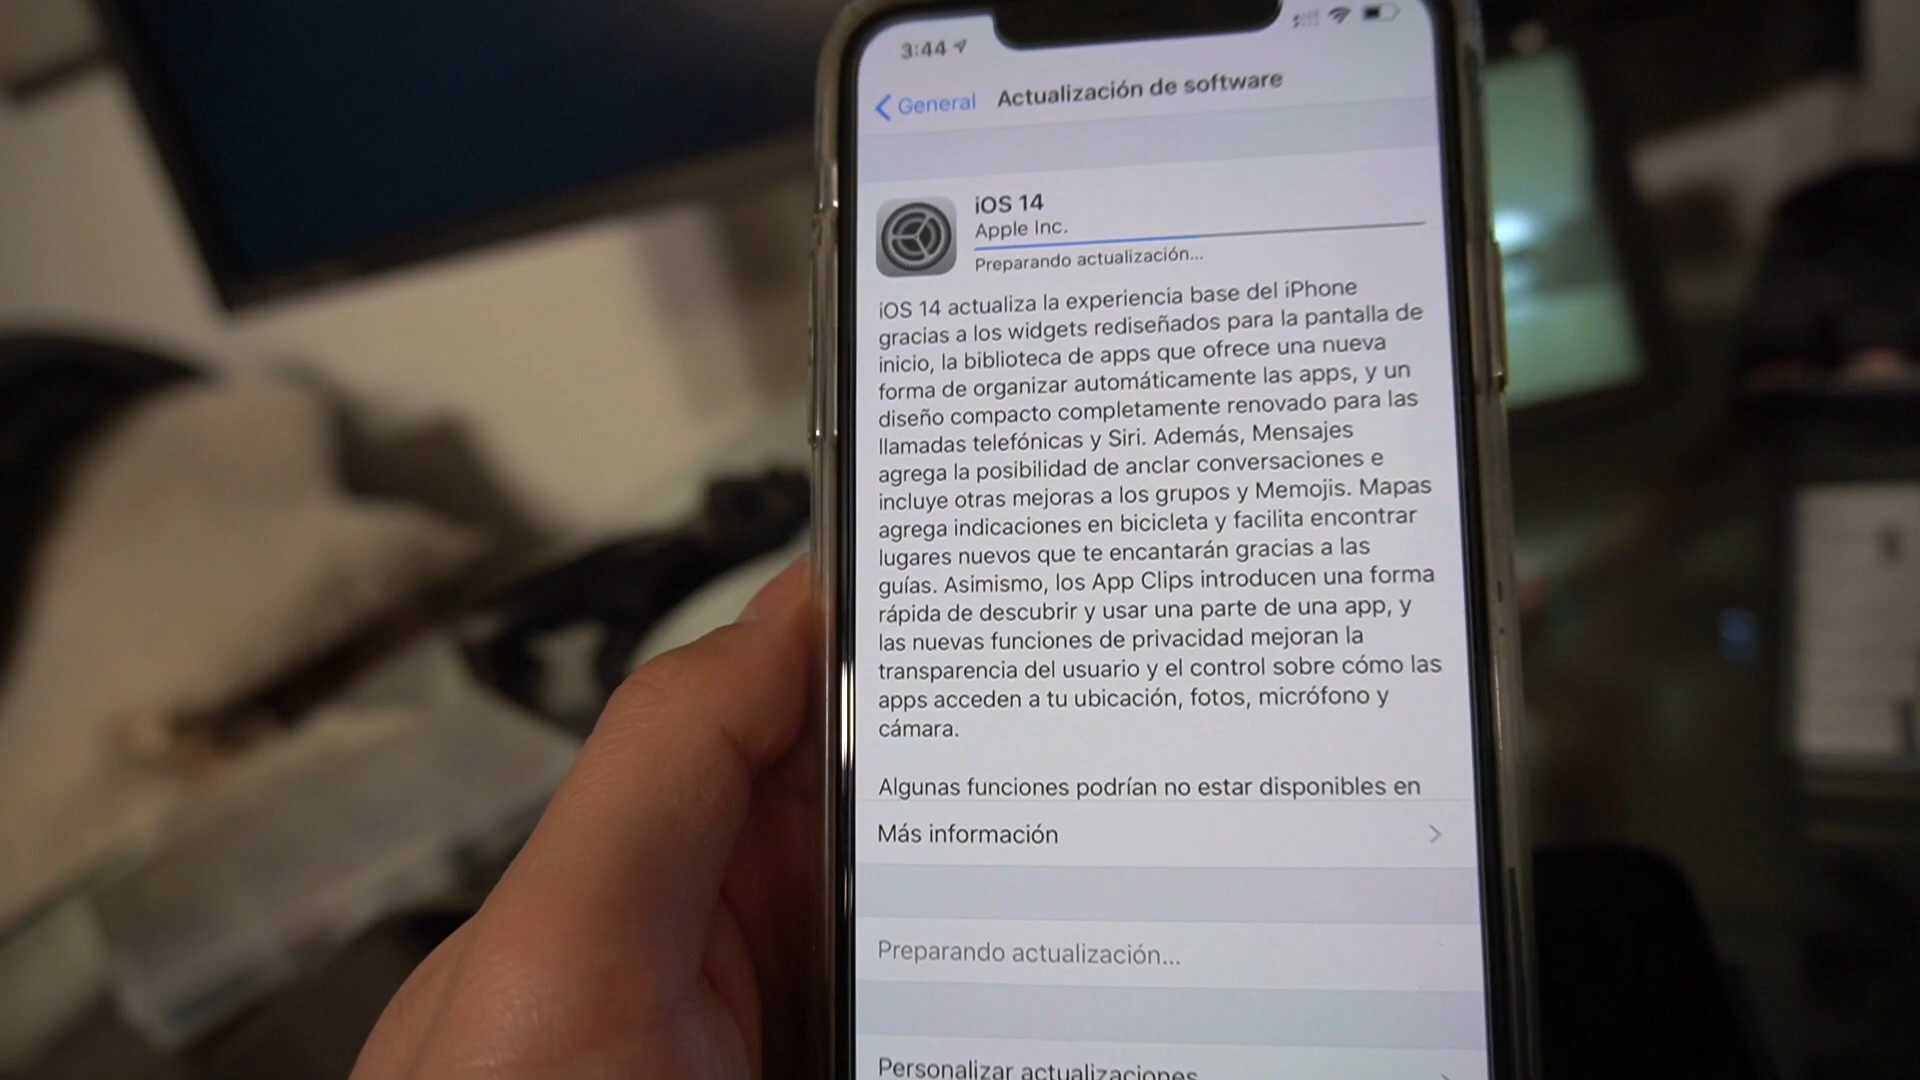 3:44
General
Actualización de software
iOS 14
Apple Inc.
Preparando actualización...
iOS 14 actualiza la experiencia base del iPhone
gracias a los widgets rediseñados para la pantalla de
inicio, la biblioteca de apps que ofrece una nueva
forma de organizar automáticamente las apps, y un
diseño compacto completamente renovado para las
llamadas telefónicas y Siri. Además, Mensajes
agrega la posibilidad de anclar conversaciones e
incluye otras mejoras a los grupos y Memojis. Mapas
agrega indicaciones en bicicleta y facilita encontrar
lugares nuevos que te encantarán gracias a las
guías. Asimismo, los App Clips introducen una forma
rápida de descubrir y usar una parte de una app, y
las nuevas funciones de privacidad mejoran la
transparencia del usuario y el control sobre cómo las
apps acceden a tu ubicación, fotos, micrófono y
cámara.
Algunas funciones podrían no estar disponibles en
Más información
Preparando actualización...
Personalizar actualizaciones